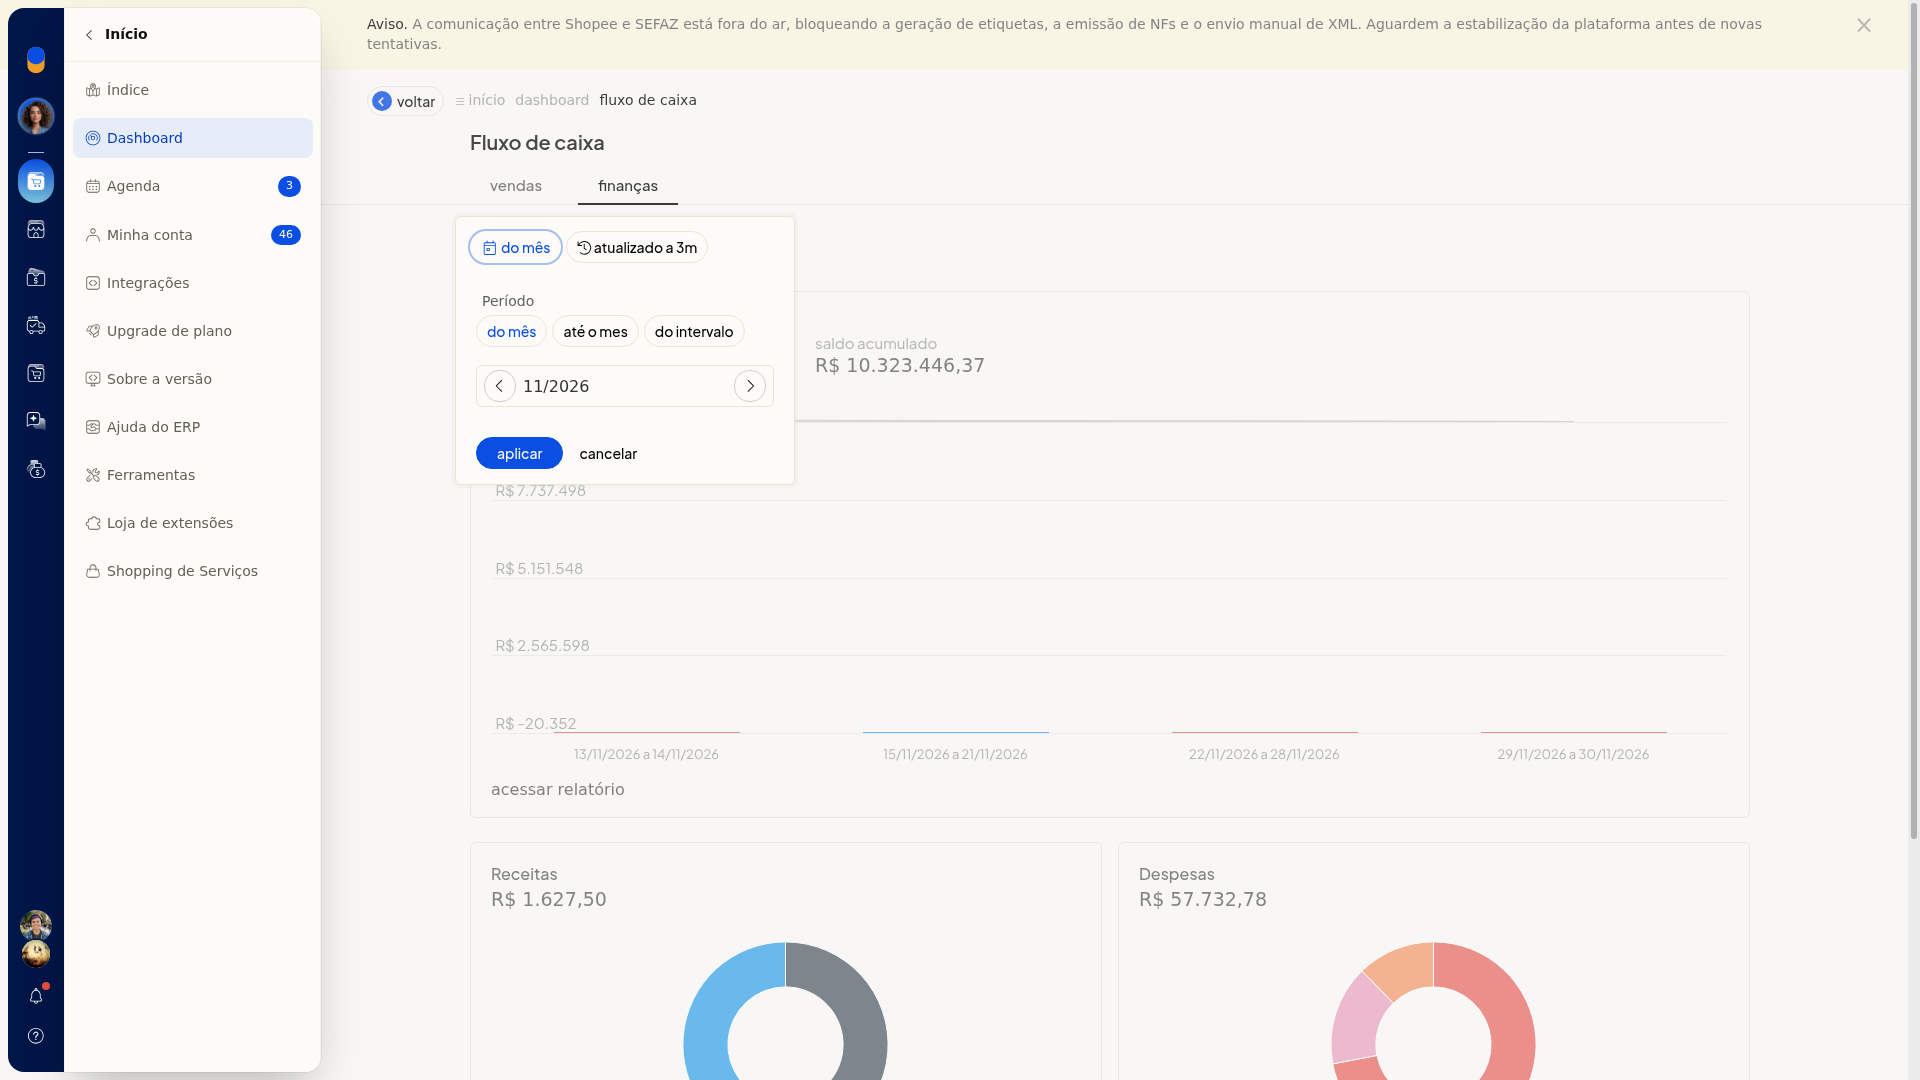 Início
Índice
Dashboard
Agenda 3
Minha conta 46
Integrações
Upgrade de plano
Sobre a versão
Ajuda do ERP
Ferramentas
Loja de extensões
Shopping de Serviços
Aviso. A comunicação entre Shopee e SEFAZ está fora do ar, bloqueando a geração de etiquetas, a emissão de NFs e o envio manual de XML. Aguardem a estabilização da plataforma antes de novas
tentativas.
voltar início dashboard fluxo de caixa
Fluxo de caixa
vendas finanças
do mês atualizado a 3m
Período
do mês até o mes do intervalo
11/2026
aplicar cancelar
saldo acumulado
R$ 10.323.446,37
R$ 7.737.498
R$ 5.151.548
R$ 2.565.598
R$ -20.352
13/11/2026 a 14/11/2026 15/11/2026 a 21/11/2026 22/11/2026 a 28/11/2026 29/11/2026 a 30/11/2026
acessar relatório
Receitas
R$ 1.627,50
Despesas
R$ 57.732,78